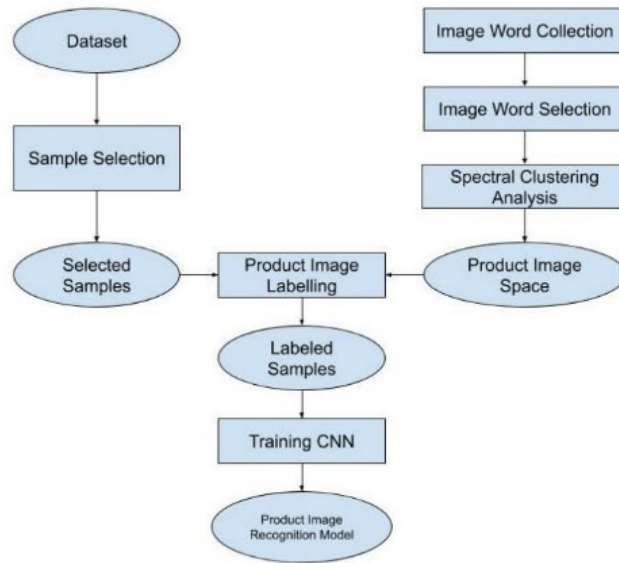 Dataset
Sample Selection
Selected
Samples
Image Word Collection
Image Word Selection
Spectral Clustering
Analysis
Product Image
Space
Product Image
Labelling
Labeled
Samples
Training CNN
Product Image
Recognition Model